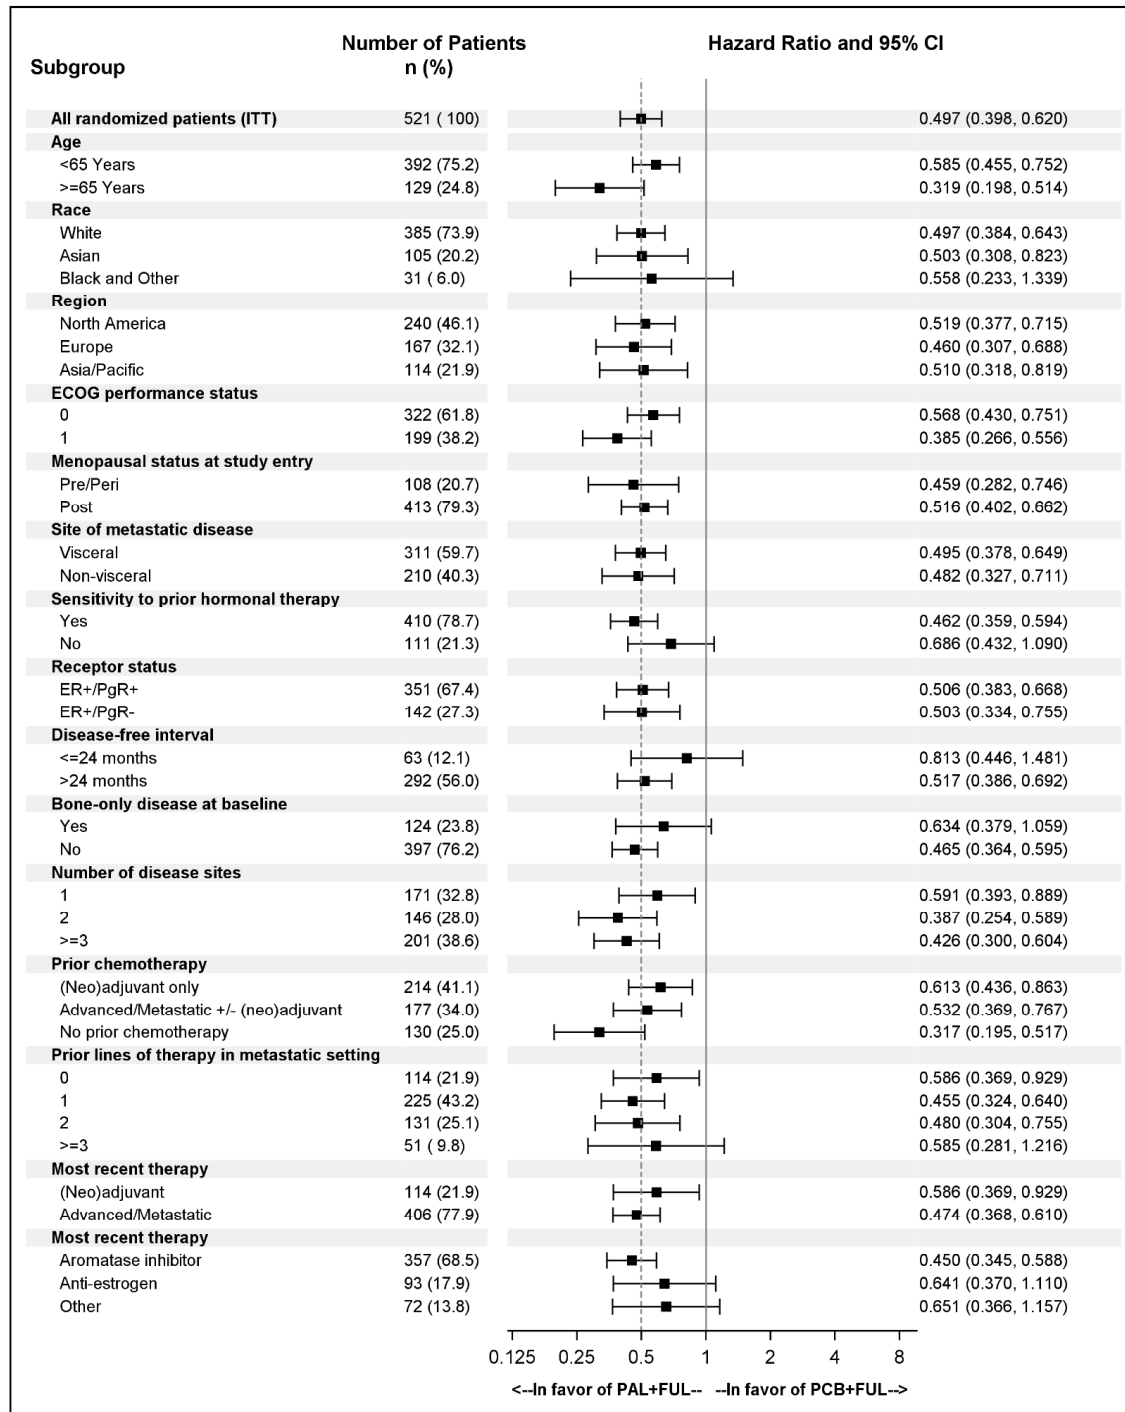 Number of Patients Hazard Ratio and 95% CI
Subgroup n (%)
All randomized patients (ITT) 521 ( 100) 0.497 (0.398, 0.620)
Age
<65 Years 392 (75.2) 0.585 (0.455, 0.752)
>=65 Years 129 (24.8) 0.319 (0.198, 0.514)
Race
White 385 (73.9) 0.497 (0.384, 0.643)
Asian 105 (20.2) 0.503 (0.308, 0.823)
Black and Other 31 ( 6.0) 0.558 (0.233, 1.339)
Region
North America 240 (46.1) 0.519 (0.377, 0.715)
Europe 167 (32.1) 0.460 (0.307, 0.688)
Asia/Pacific 114 (21.9) 0.510 (0.318, 0.819)
ECOG performance status
0 322 (61.8) 0.568 (0.430, 0.751)
1 199 (38.2) 0.385 (0.266, 0.556)
Menopausal status at study entry
Pre/Peri 108 (20.7) 0.459 (0.282, 0.746)
Post 413 (79.3) 0.516 (0.402, 0.662)
Site of metastatic disease
Visceral 311 (59.7) 0.495 (0.378, 0.649)
Non-visceral 210 (40.3) 0.482 (0.327, 0.711)
Sensitivity to prior hormonal therapy
Yes 410 (78.7) 0.462 (0.359, 0.594)
No 111 (21.3) 0.686 (0.432, 1.090)
Receptor status
ER+/PgR+ 351 (67.4) 0.506 (0.383, 0.668)
ER+/PgR- 142 (27.3) 0.503 (0.334, 0.755)
Disease-free interval
<=24 months 63 (12.1) 0.813 (0.446, 1.481)
>24 months 292 (56.0) 0.517 (0.386, 0.692)
Bone-only disease at baseline
Yes 124 (23.8) 0.634 (0.379, 1.059)
No 397 (76.2) 0.465 (0.364, 0.595)
Number of disease sites
1 171 (32.8) 0.591 (0.393, 0.889)
2 146 (28.0) 0.387 (0.254, 0.589)
>=3 201 (38.6) 0.426 (0.300, 0.604)
Prior chemotherapy
(Neo)adjuvant only 214 (41.1) 0.613 (0.436, 0.863)
Advanced/Metastatic +/- (neo)adjuvant 177 (34.0) 0.532 (0.369, 0.767)
No prior chemotherapy 130 (25.0) 0.317 (0.195, 0.517)
Prior lines of therapy in metastatic setting
0 114 (21.9) 0.586 (0.369, 0.929)
1 225 (43.2) 0.455 (0.324, 0.640)
2 131 (25.1) 0.480 (0.304, 0.755)
>=3 51 ( 9.8) 0.585 (0.281, 1.216)
Most recent therapy
(Neo)adjuvant 114 (21.9) 0.586 (0.369, 0.929)
Advanced/Metastatic 406 (77.9) 0.474 (0.368, 0.610)
Most recent therapy
Aromatase inhibitor 357 (68.5) 0.450 (0.345, 0.588)
Anti-estrogen 93 (17.9) 0.641 (0.370, 1.110)
Other 72 (13.8) 0.651 (0.366, 1.157)
0.125 0.25 0.5 1 2 4 8
<--In favor of PAL+FUL-- --In favor of PCB+FUL-->